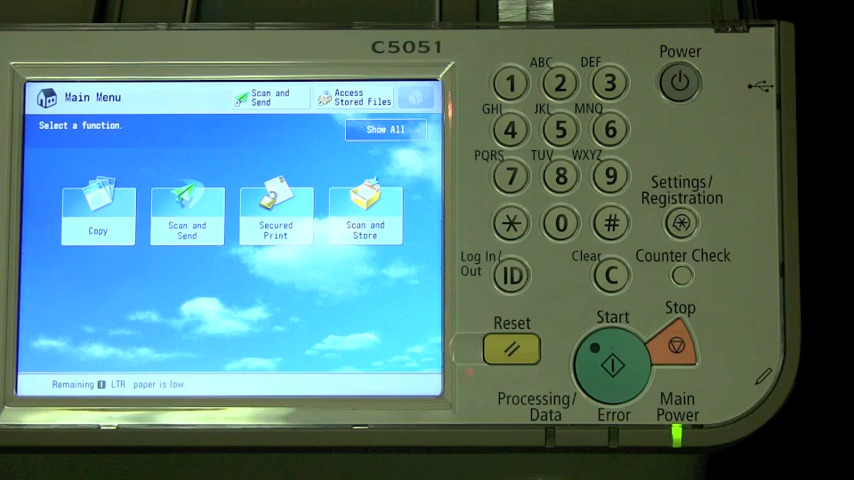 C5051
Main Menu
Scan and
Send
Access
Stored Files
Select a function.
Show All
Copy
Scan and
Send
Secured
Print
Scan and
Store
Remaining 1 LTR paper is low.
Power
ABC DEF
1 2 3
GHI JKL MNO
4 5 6
PQRS TUV WXYZ
7 8 9
* 0 #
Settings/
Registration
Log In/
Out
ID
Clear
C
Counter Check
Reset
Start
Stop
Processing/
Data
Error
Main
Power